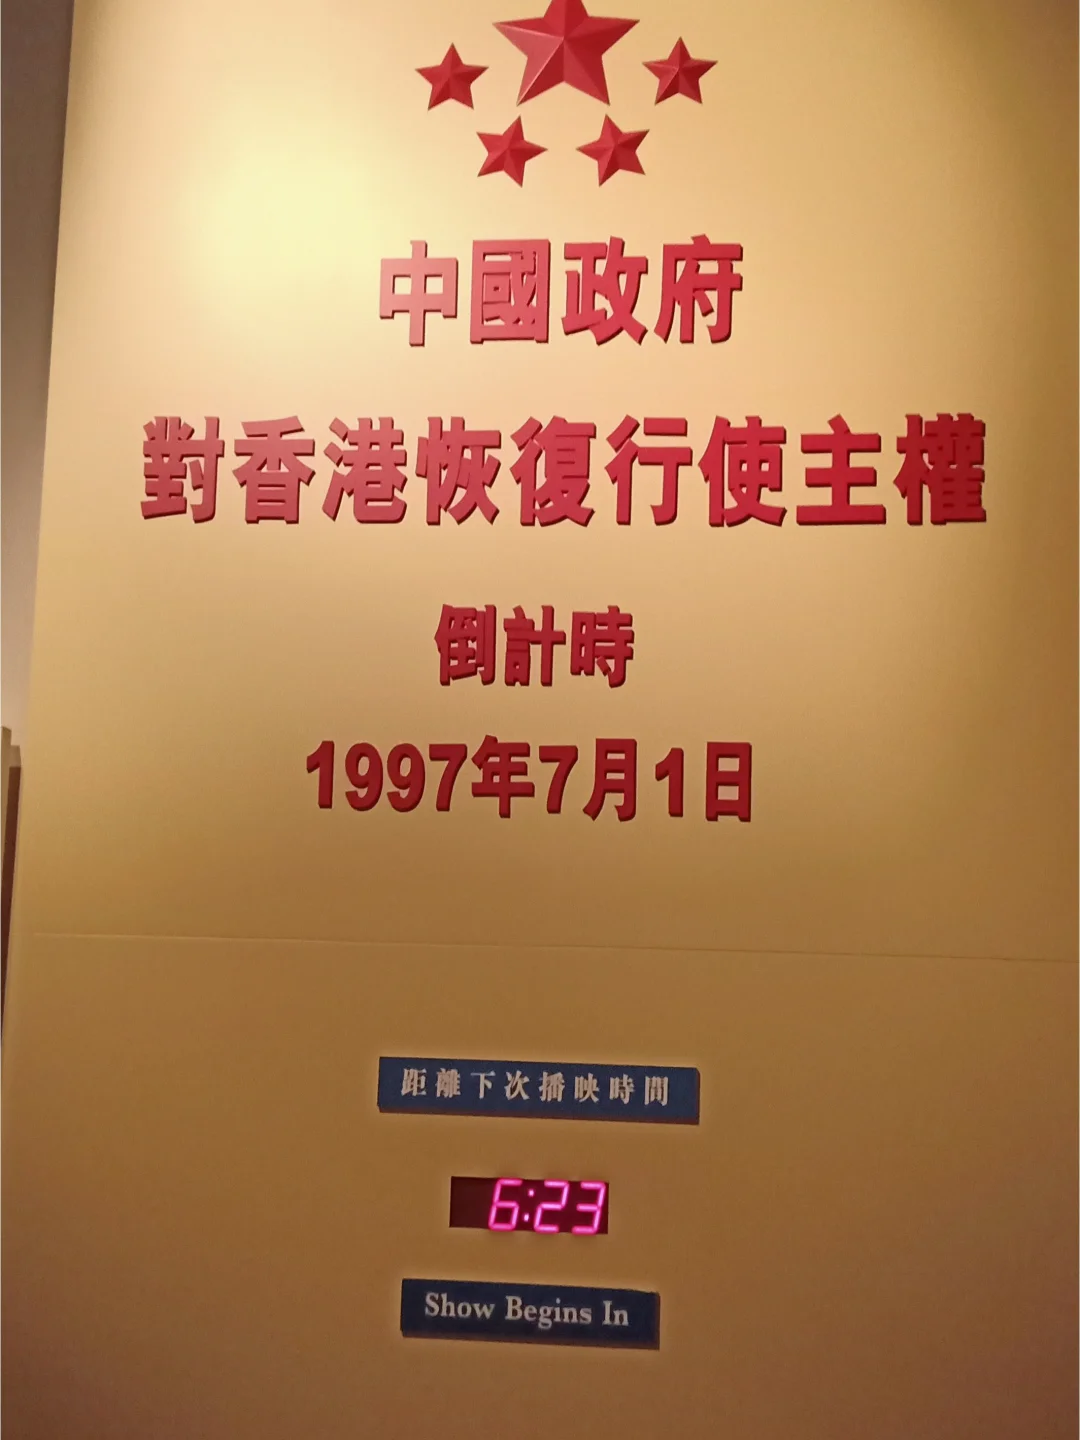 中國政府
對香港恢復行使主權
倒計時
1997年7月1日
距離下次播映時間
6:23
Show Begins In